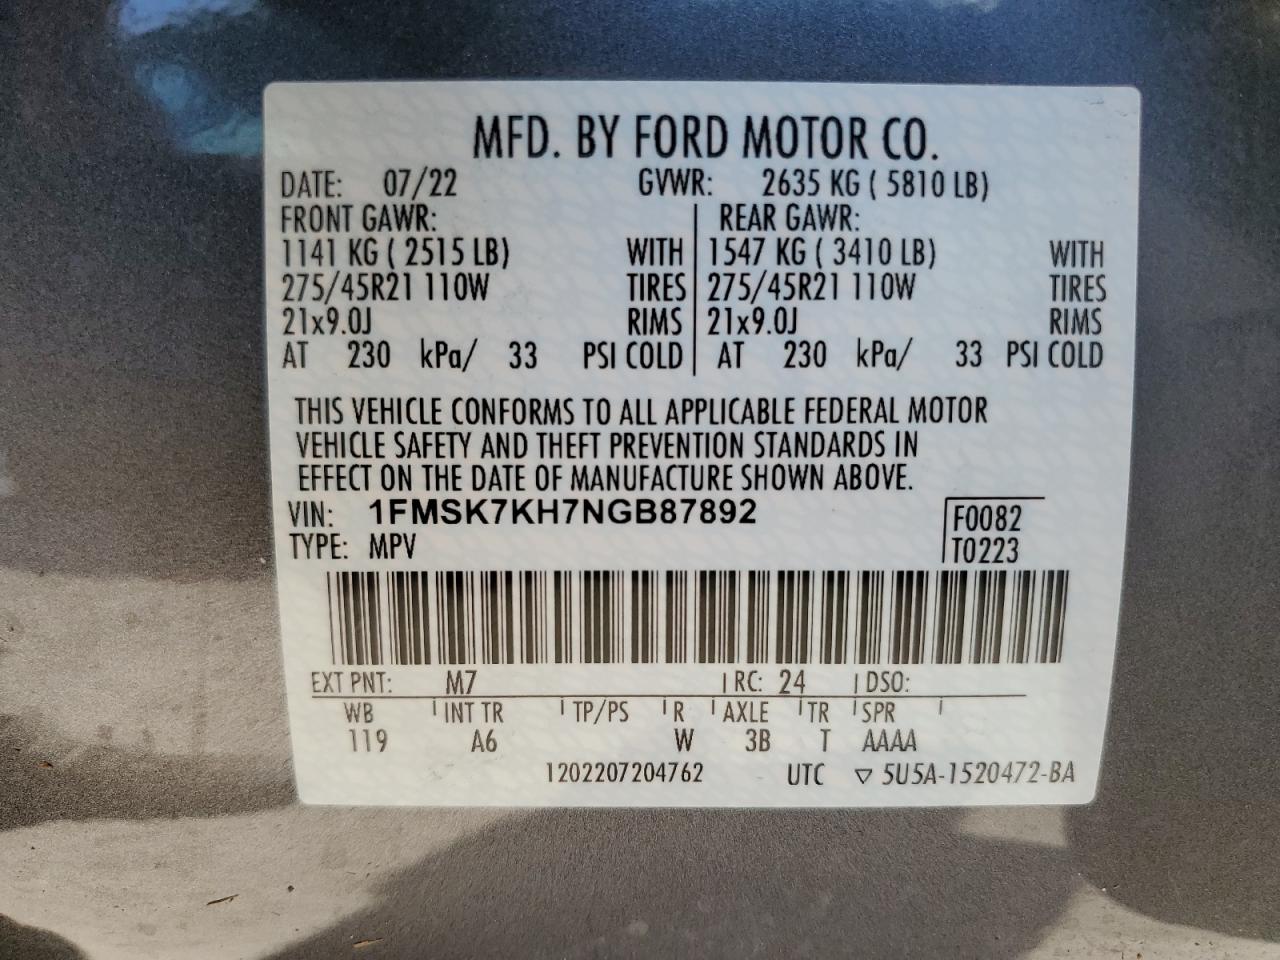 MFD. BY FORD MOTOR CO.
DATE: 07/22 GVWR: 2635 KG ( 5810 LB)
FRONT GAWR: REAR GAWR:
1141 KG ( 2515 LB) WITH 1547 KG ( 3410 LB) WITH
275/45R21 110W TIRES 275/45R21 110W TIRES
21x9.0J RIMS 21x9.0J RIMS
AT 230 kPa/ 33 PSI COLD AT 230 kPa/ 33 PSI COLD
THIS VEHICLE CONFORMS TO ALL APPLICABLE FEDERAL MOTOR
VEHICLE SAFETY AND THEFT PREVENTION STANDARDS IN
EFFECT ON THE DATE OF MANUFACTURE SHOWN ABOVE.
VIN: 1FMSK7KH7NGB87892 F0082
TYPE: MPV T0223
EXT PNT: M7 RC: 24 DSO:
WB INT TR TP/PS R AXLE TR SPR
119 A6 W 3B T AAAA
1202207204762 UTC ▽ 5U5A-1520472-BA